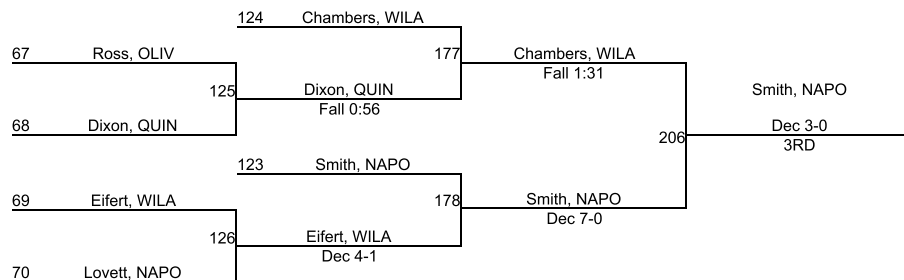 124 Chambers, WILA
67 Ross, OLIV
177 Chambers, WILA
Fall 1:31
125 Dixon, QUIN
Fall 0:56
Smith, NAPO
68 Dixon, QUIN
206 Dec 3-0
3RD
123 Smith, NAPO
69 Eifert, WILA
178 Smith, NAPO
Dec 7-0
126 Eifert, WILA
Dec 4-1
70 Lovett, NAPO